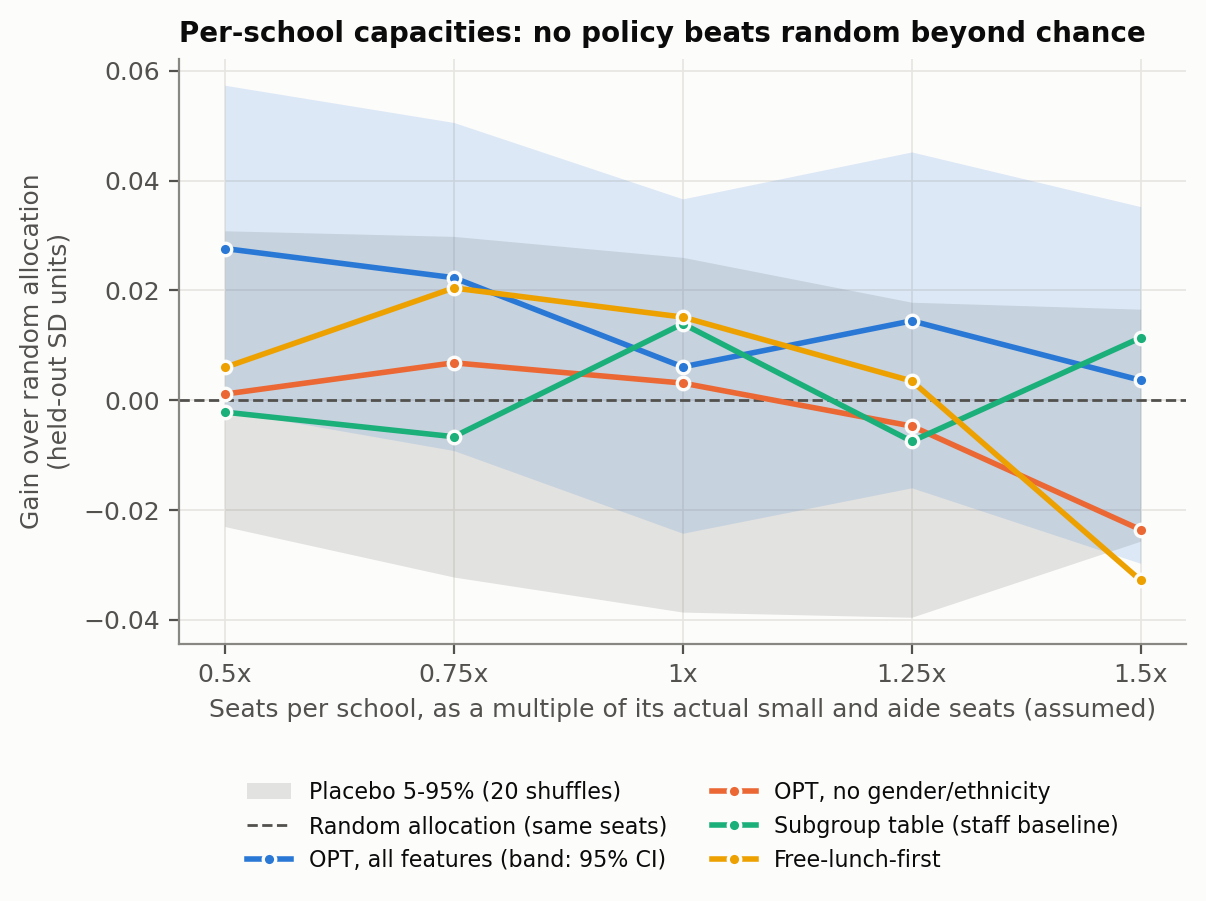 Per-school capacities: no policy beats random beyond chance
Gain over random allocation
(held-out SD units)
0.06
0.04
0.02
0.00
−0.02
−0.04
0.5x
0.75x
1x
1.25x
1.5x
Seats per school, as a multiple of its actual small and aide seats (assumed)
Placebo 5-95% (20 shuffles)
Random allocation (same seats)
OPT, all features (band: 95% CI)
OPT, no gender/ethnicity
Subgroup table (staff baseline)
Free-lunch-first